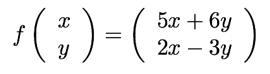 f ( x y ) = ( 5x + 6y 2x − 3y )